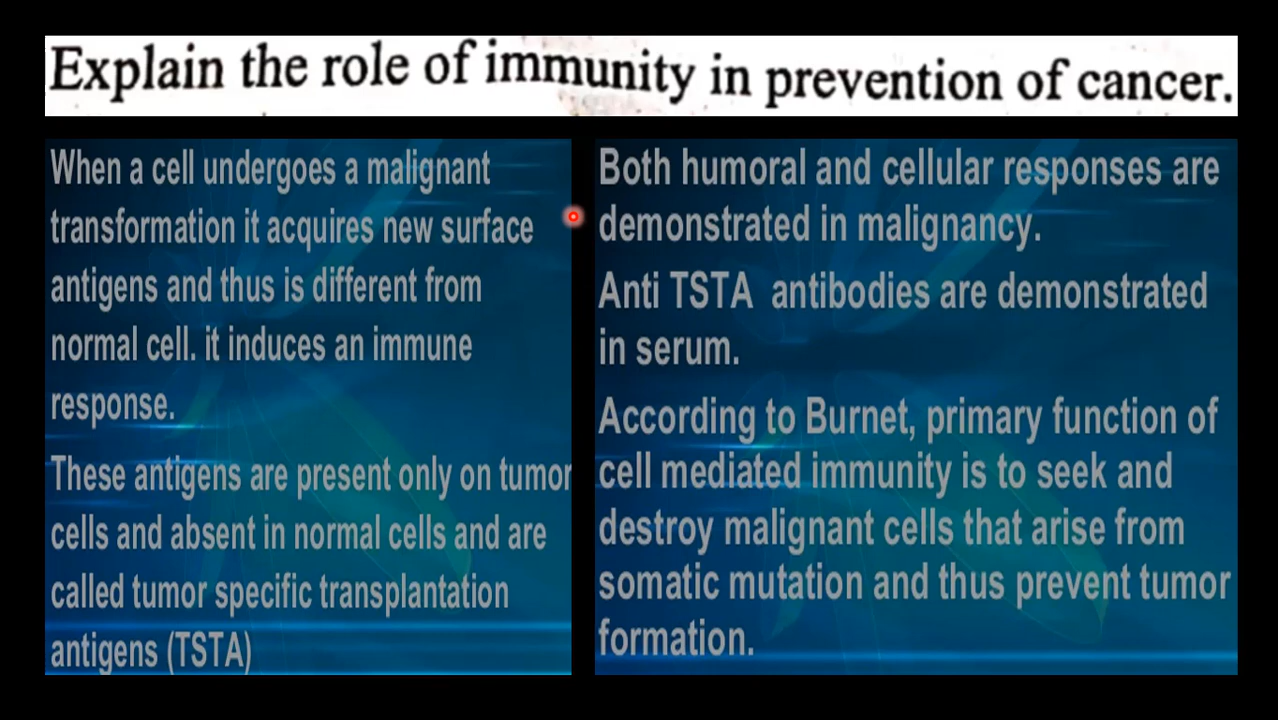 Explain the role of immunity in prevention of cancer.
When a cell undergoes a malignant
transformation it acquires new surface
antigens and thus is different from
normal cell. it induces an immune
response.
These antigens are present only on tumor
cells and absent in normal cells and are
called tumor specific transplantation
antigens (TSTA)
Both humoral and cellular responses are
demonstrated in malignancy.
Anti TSTA antibodies are demonstrated
in serum.
According to Burnet, primary function of
cell mediated immunity is to seek and
destroy malignant cells that arise from
somatic mutation and thus prevent tumor
formation.